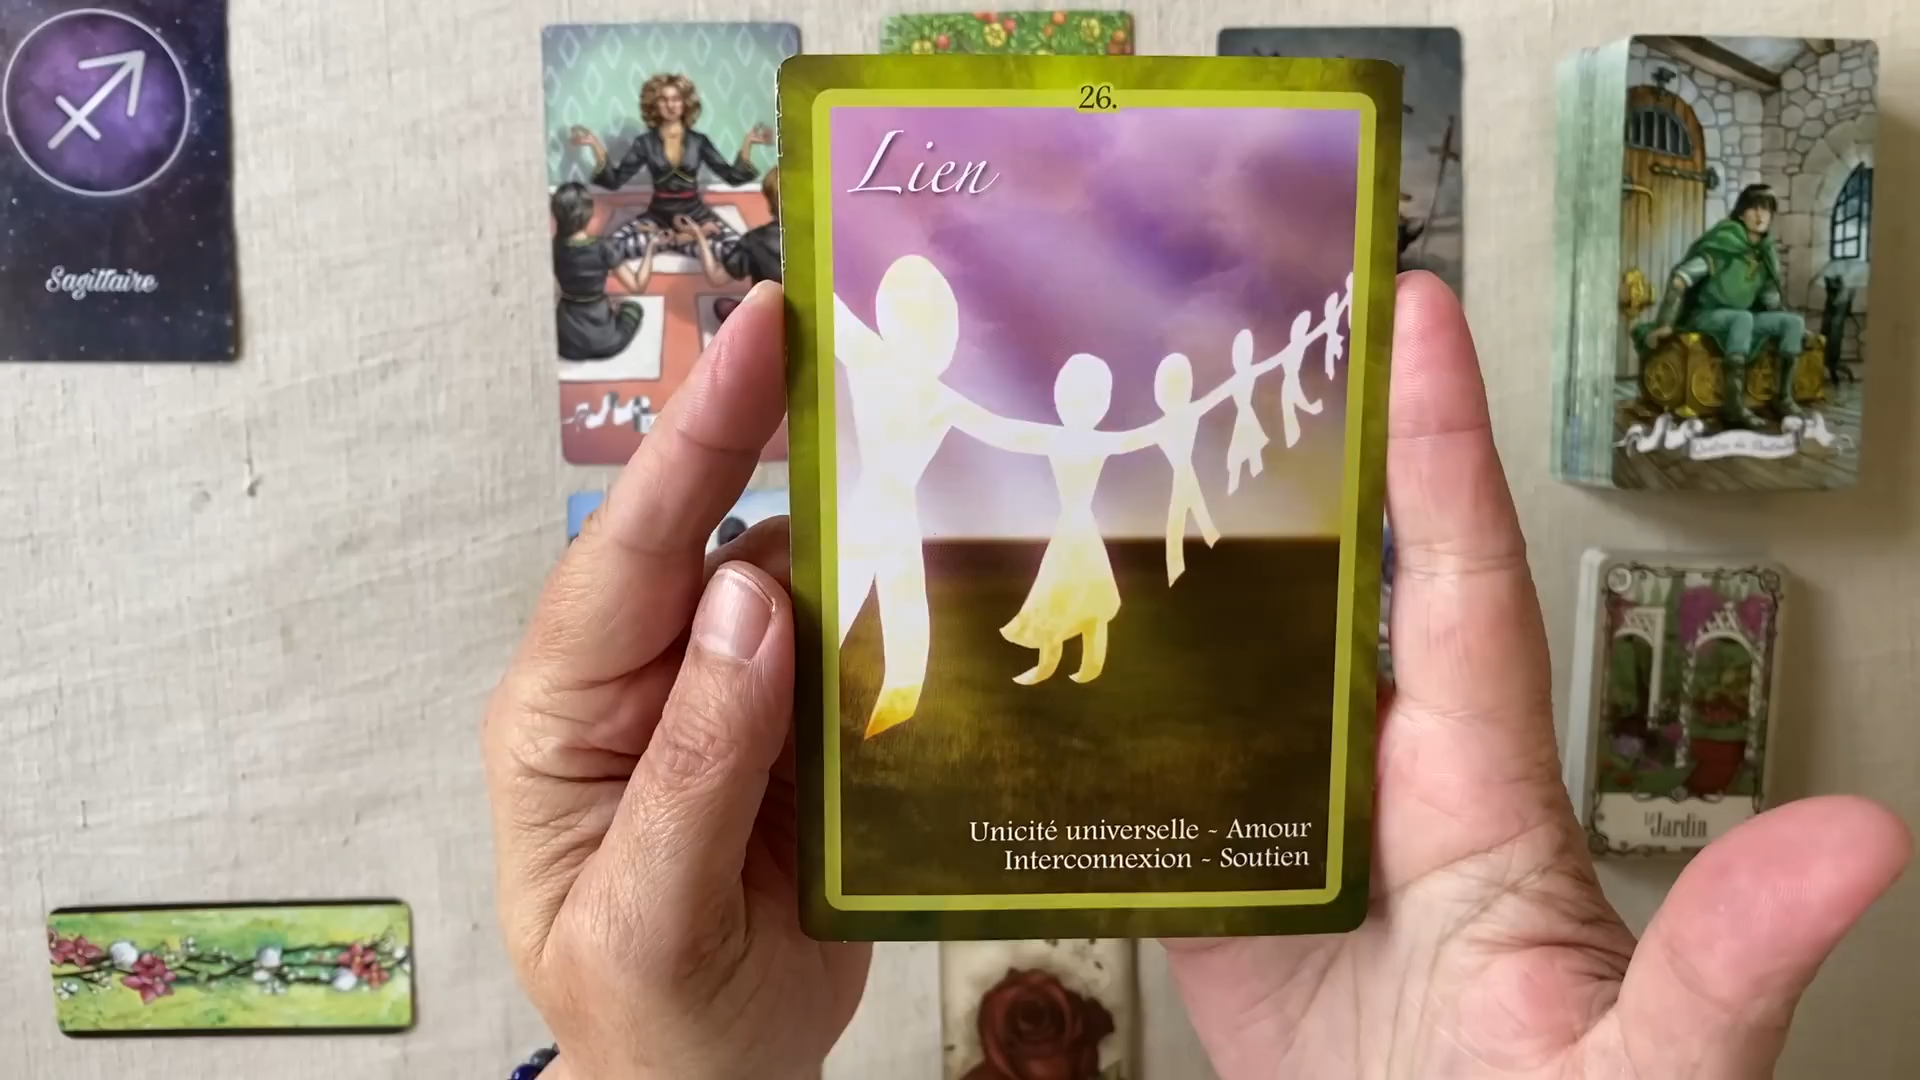 Sagittaire
26.
Lien
Unicité universelle ~ Amour
Interconnexion ~ Soutien
Le Jardin